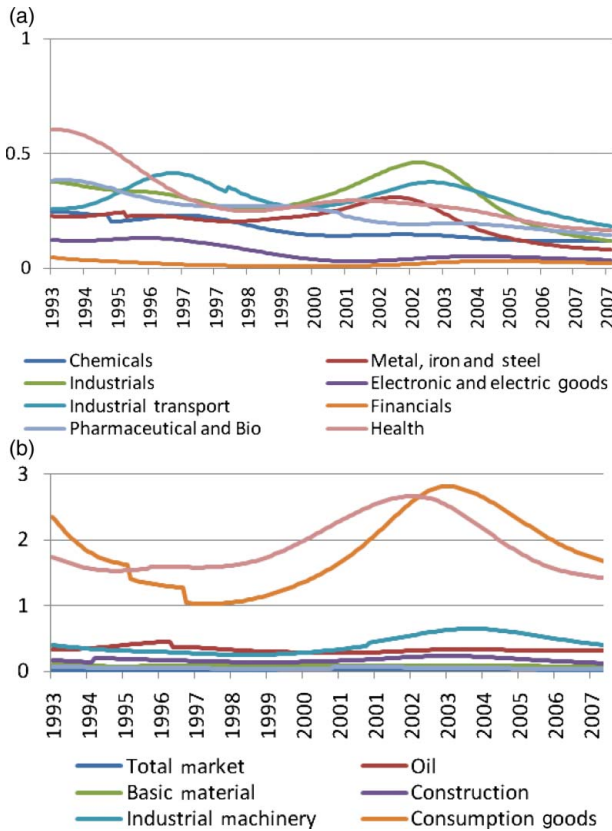 (a)
1
0.5
0
1993 1994 1995 1995 1996 1997 1998 1999 2000 2001 2001 2002 2003 2004 2005 2006 2007 2007
Chemicals Metal, iron and steel
Industrials Electronic and electric goods
Industrial transport Financials
Pharmaceutical and Bio Health
(b)
3
2
1
0
1993 1994 1995 1996 1997 1998 1999 2000 2001 2002 2002 2003 2004 2005 2006 2007
Total market Oil
Basic material Construction
Industrial machinery Consumption goods